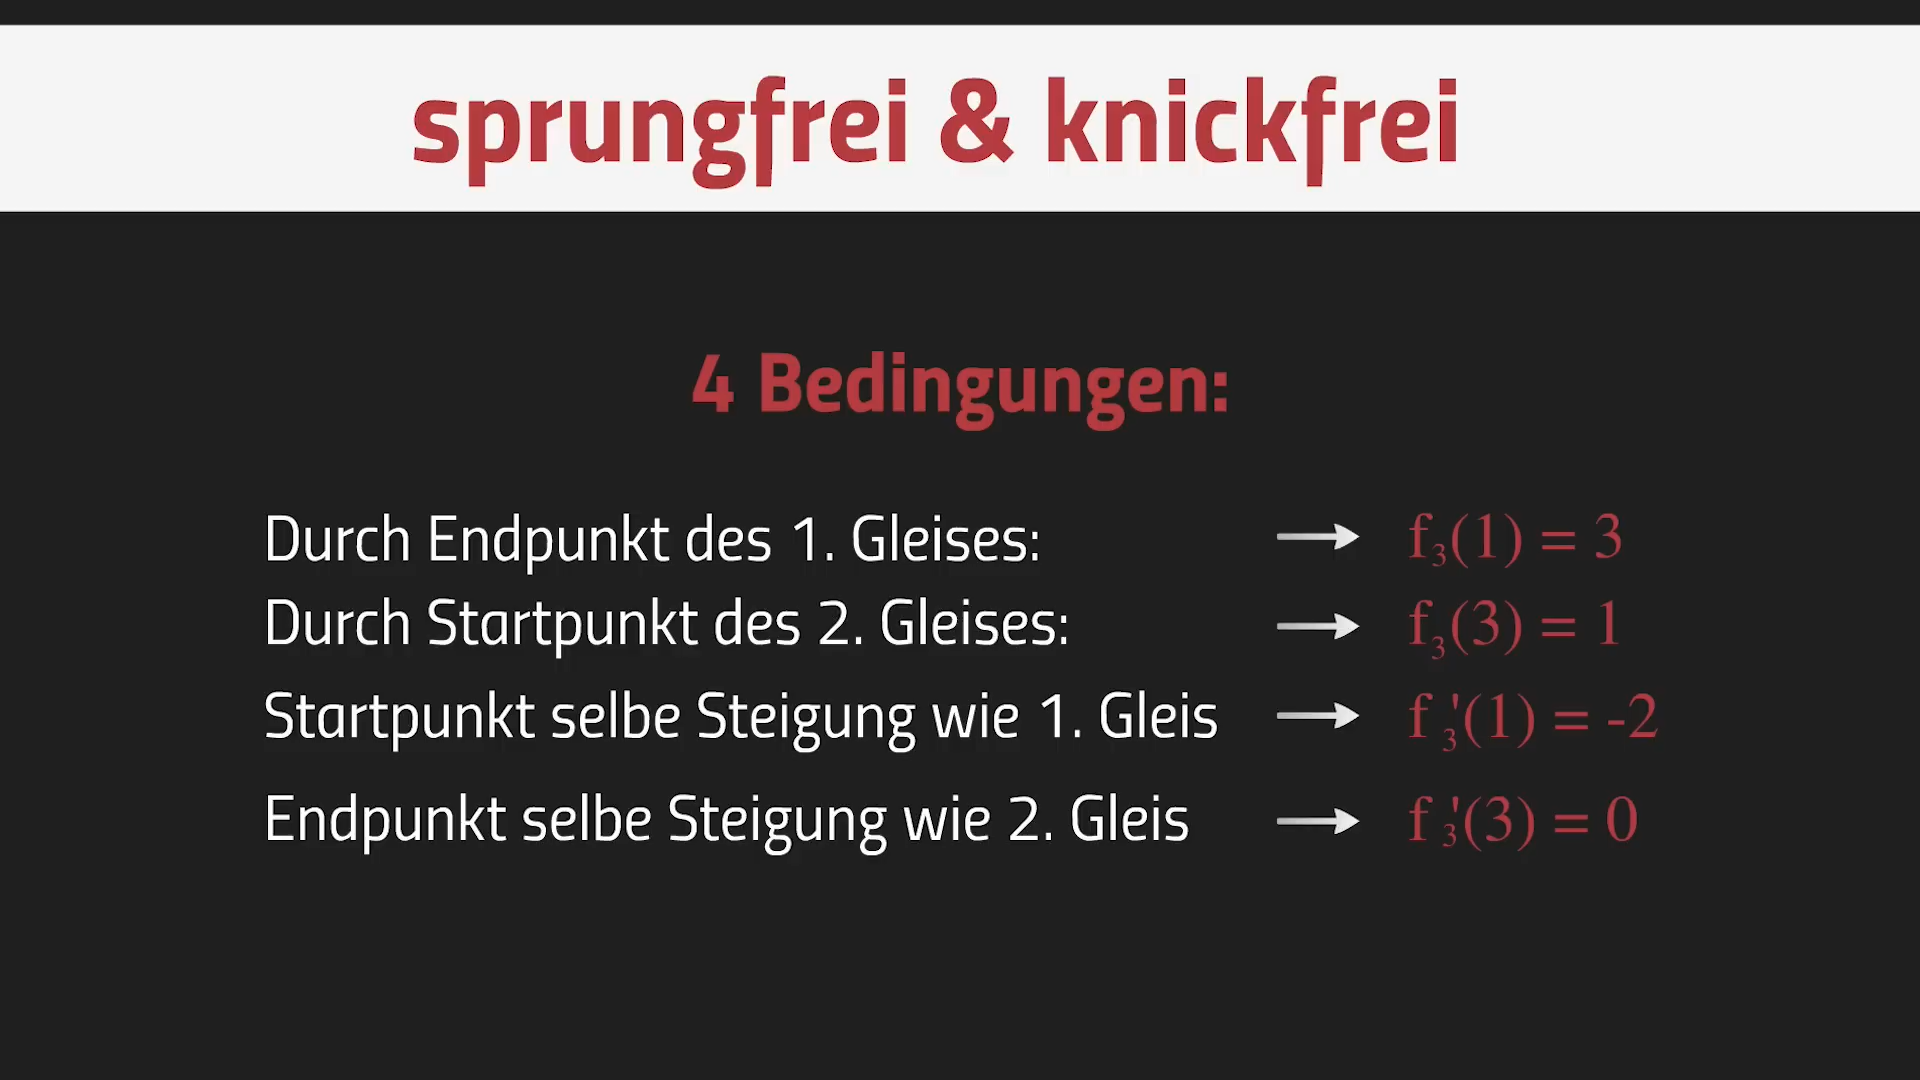 sprungfrei & knickfrei
4 Bedingungen:
Durch Endpunkt des 1. Gleises: → f₃(1) = 3
Durch Startpunkt des 2. Gleises: → f₃(3) = 1
Startpunkt selbe Steigung wie 1. Gleis → f₃'(1) = -2
Endpunkt selbe Steigung wie 2. Gleis → f₃'(3) = 0